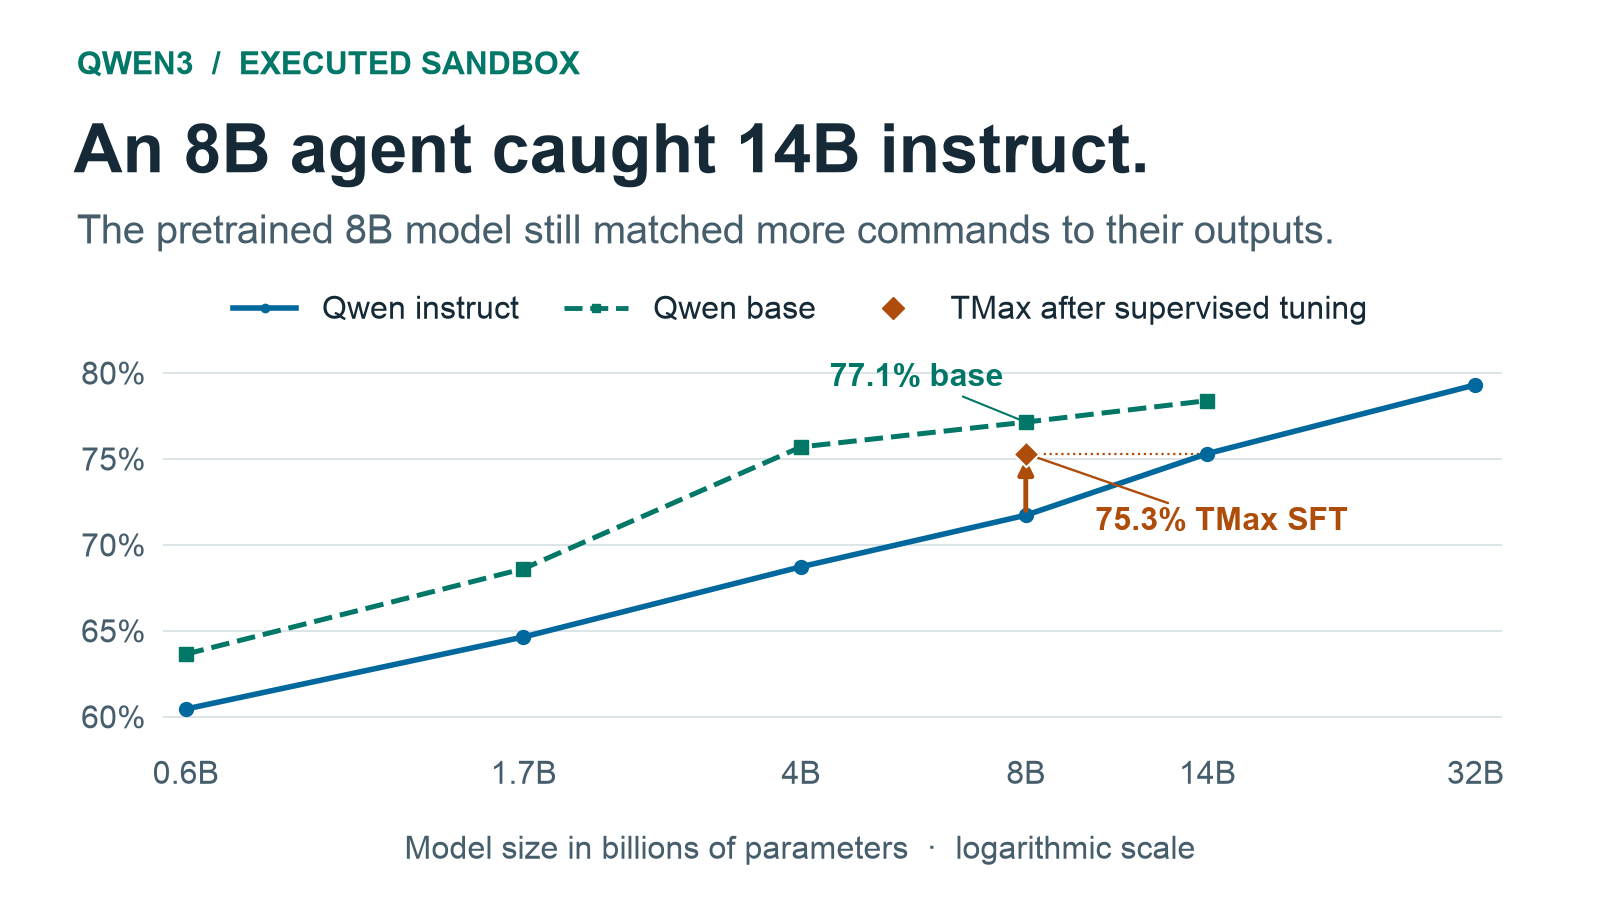 QWEN3 / EXECUTED SANDBOX
An 8B agent caught 14B instruct.
The pretrained 8B model still matched more commands to their outputs.
Qwen instruct
Qwen base
TMax after supervised tuning
80%
77.1% base
75%
75.3% TMax SFT
70%
65%
60%
0.6B
1.7B
4B
8B
14B
32B
Model size in billions of parameters · logarithmic scale